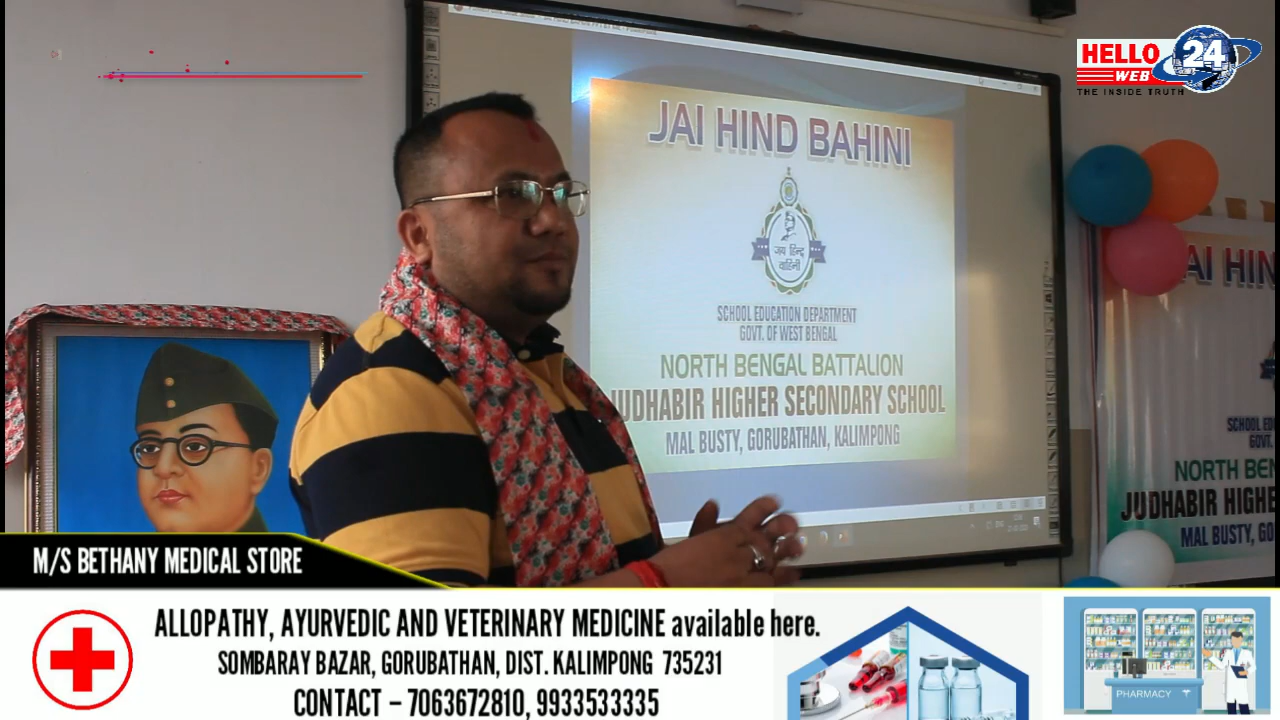 HELLO 24
WEB
THE INSIDE TRUTH
JAI HIND BAHINI
जय हिन्द
वाहिनी
SCHOOL EDUCATION DEPARTMENT
GOVT. OF WEST BENGAL
NORTH BENGAL BATTALION
JUDHABIR HIGHER SECONDARY SCHOOL
MAL BUSTY, GORUBATHAN, KALIMPONG
AI HIN
SCHOOL EDU
GOVT.
NORTH BEN
JUDHABIR HIGHE
MAL BUSTY, GO
M/S BETHANY MEDICAL STORE
ALLOPATHY, AYURVEDIC AND VETERINARY MEDICINE available here.
SOMBARAY BAZAR, GORUBATHAN, DIST. KALIMPONG 735231
CONTACT – 7063672810, 9933533335
PHARMACY